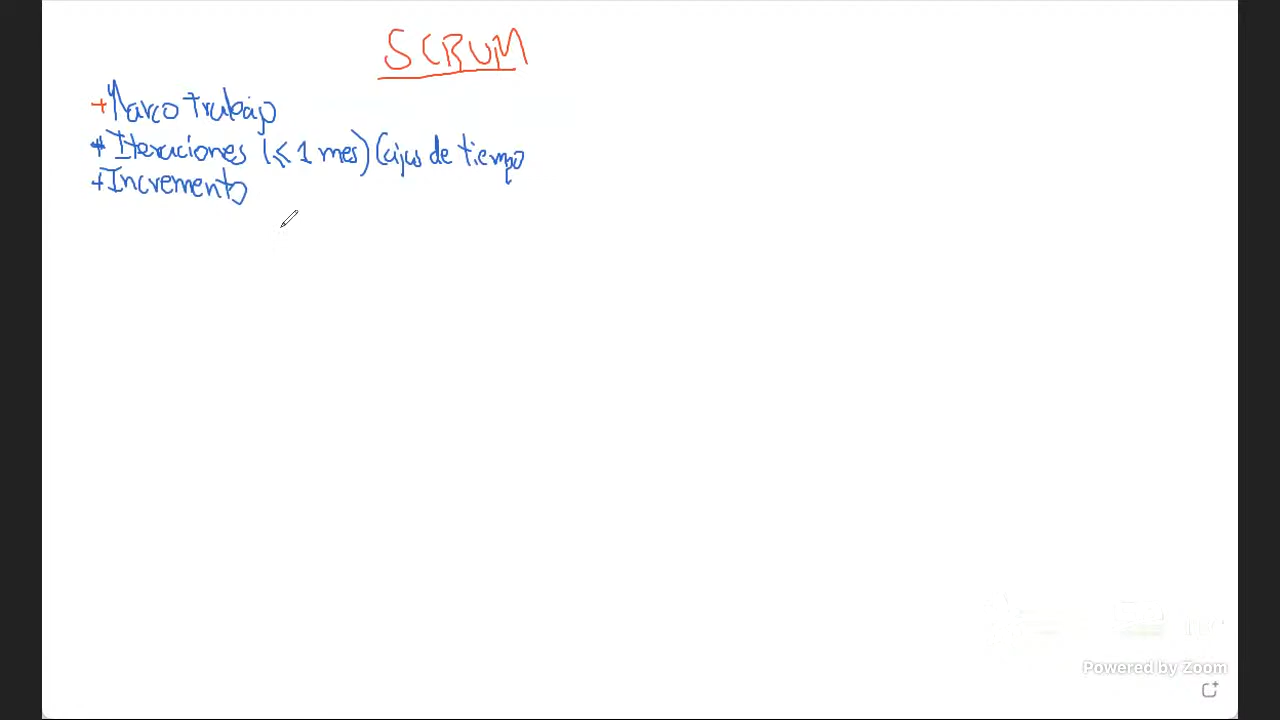 SCRUM
+Marco trabajo
+Iteraciones (≤ 1 mes) Cajas de tiempo
+Incremento
Powered by Zoom